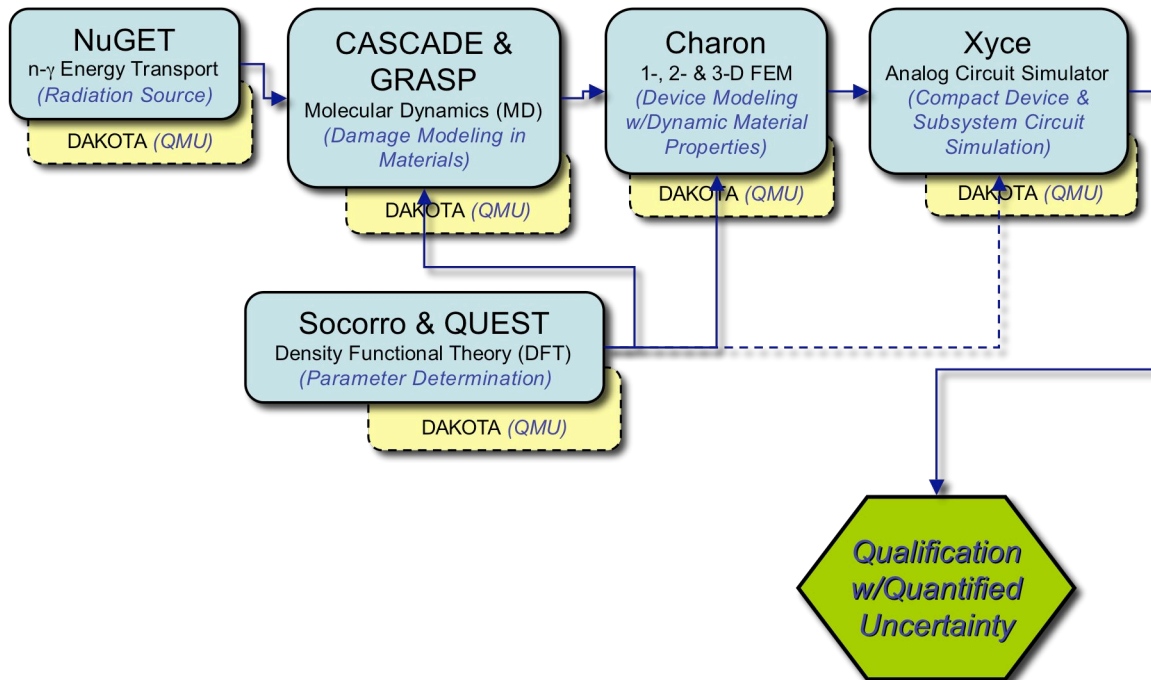 NuGET
n-γ Energy Transport
(Radiation Source)
DAKOTA (QMU)
CASCADE &
GRASP
Molecular Dynamics (MD)
(Damage Modeling in
Materials)
DAKOTA (QMU)
Charon
1-, 2- & 3-D FEM
(Device Modeling
w/Dynamic Material
Properties)
DAKOTA (QMU)
Xyce
Analog Circuit Simulator
(Compact Device &
Subsystem Circuit
Simulation)
DAKOTA (QMU)
Socorro & QUEST
Density Functional Theory (DFT)
(Parameter Determination)
DAKOTA (QMU)
Qualification
w/Quantified
Uncertainty